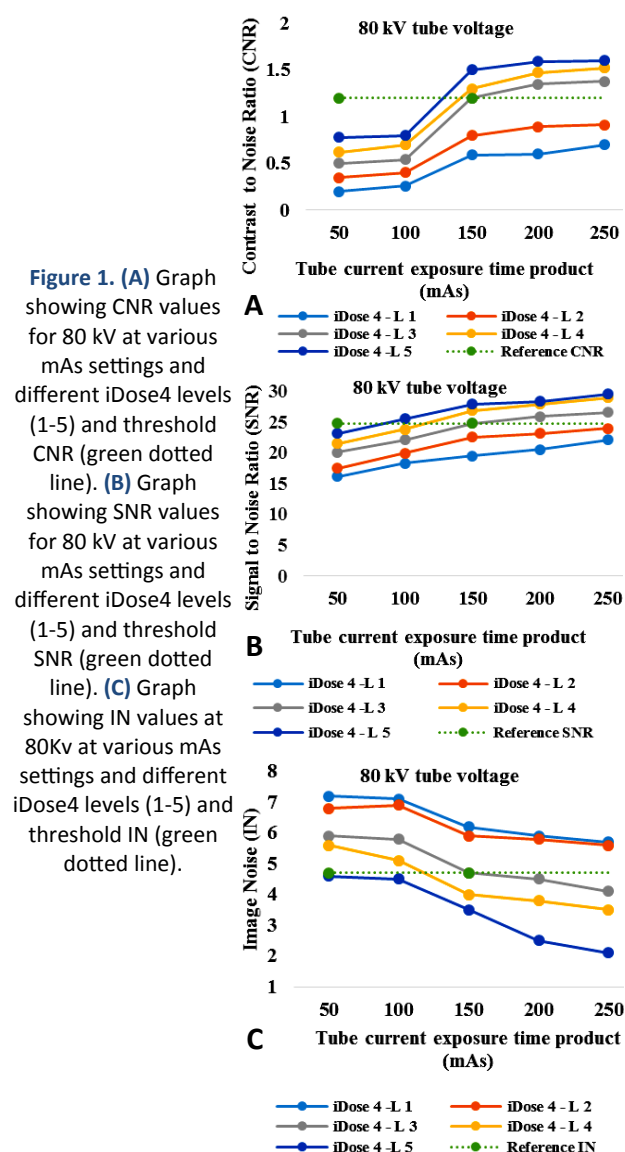 Figure 1. (A) Graph
showing CNR values
for 80 kV at various
mAs settings and
different iDose4 levels
(1-5) and threshold
CNR (green dotted
line). (B) Graph
showing SNR values
for 80 kV at various
mAs settings and
different iDose4 levels
(1-5) and threshold
SNR (green dotted
line). (C) Graph
showing IN values at
80Kv at various mAs
settings and different
iDose4 levels (1-5) and
threshold IN (green
dotted line).
80 kV tube voltage
Contrast to Noise Ratio (CNR)
2
1.5
1
0.5
0
50 100 150 200 250
Tube current exposure time product
(mAs)
A
iDose 4 - L 1 iDose 4 - L 2
iDose 4 - L 3 iDose 4 - L 4
iDose 4 -L 5 Reference CNR
80 kV tube voltage
Signal to Noise Ratio (SNR)
30
25
20
15
10
5
0
50 100 150 200 250
Tube current exposure time product
(mAs)
B
iDose 4 -L 1 iDose 4 - L 2
iDose 4 - L 3 iDose 4 - L 4
iDose 4 - L 5 Reference SNR
80 kV tube voltage
Image Noise (IN)
8
7
6
5
4
3
2
1
50 100 150 200 250
Tube current exposure time product
(mAs)
C
iDose 4 -L 1 iDose 4 - L 2
iDose 4 - L 3 iDose 4 - L 4
iDose 4 - L 5 Reference IN